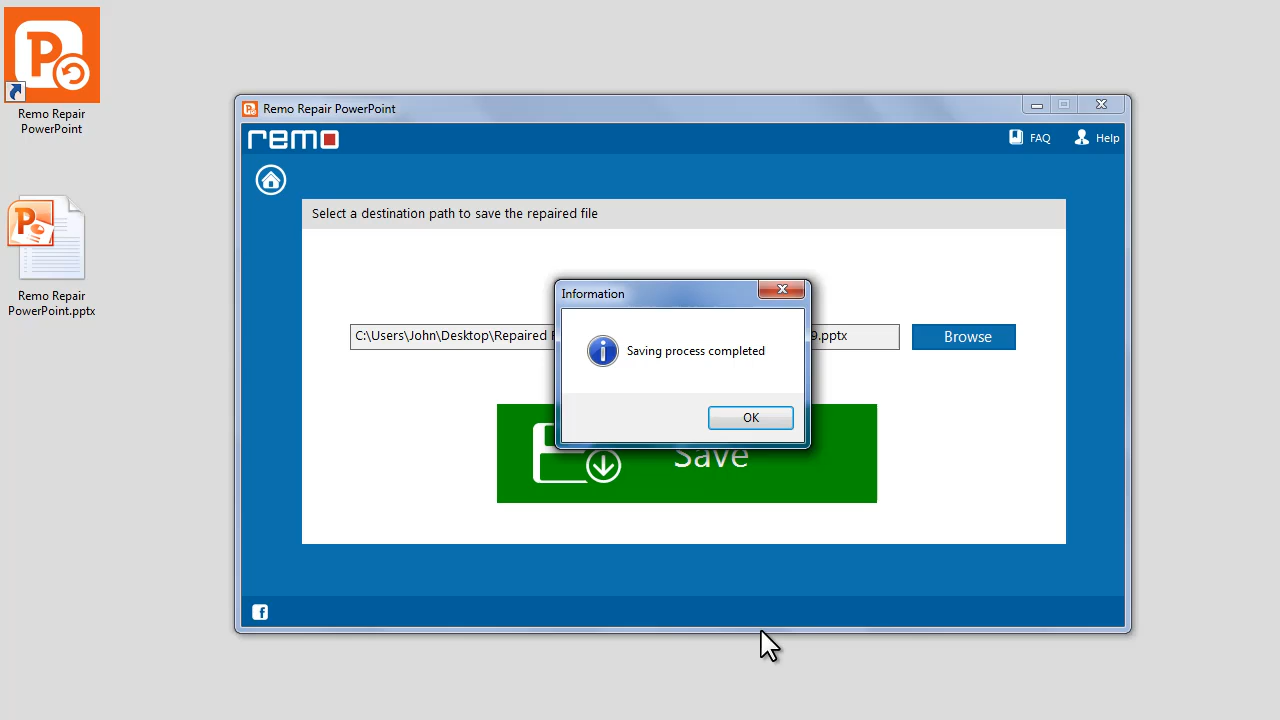 Remo Repair
PowerPoint
Remo Repair
PowerPoint.pptx
Remo Repair PowerPoint
remo
FAQ
Help
Select a destination path to save the repaired file
Information
C:\Users\John\Desktop\Repaired
.pptx
Browse
Saving process completed
OK
Save